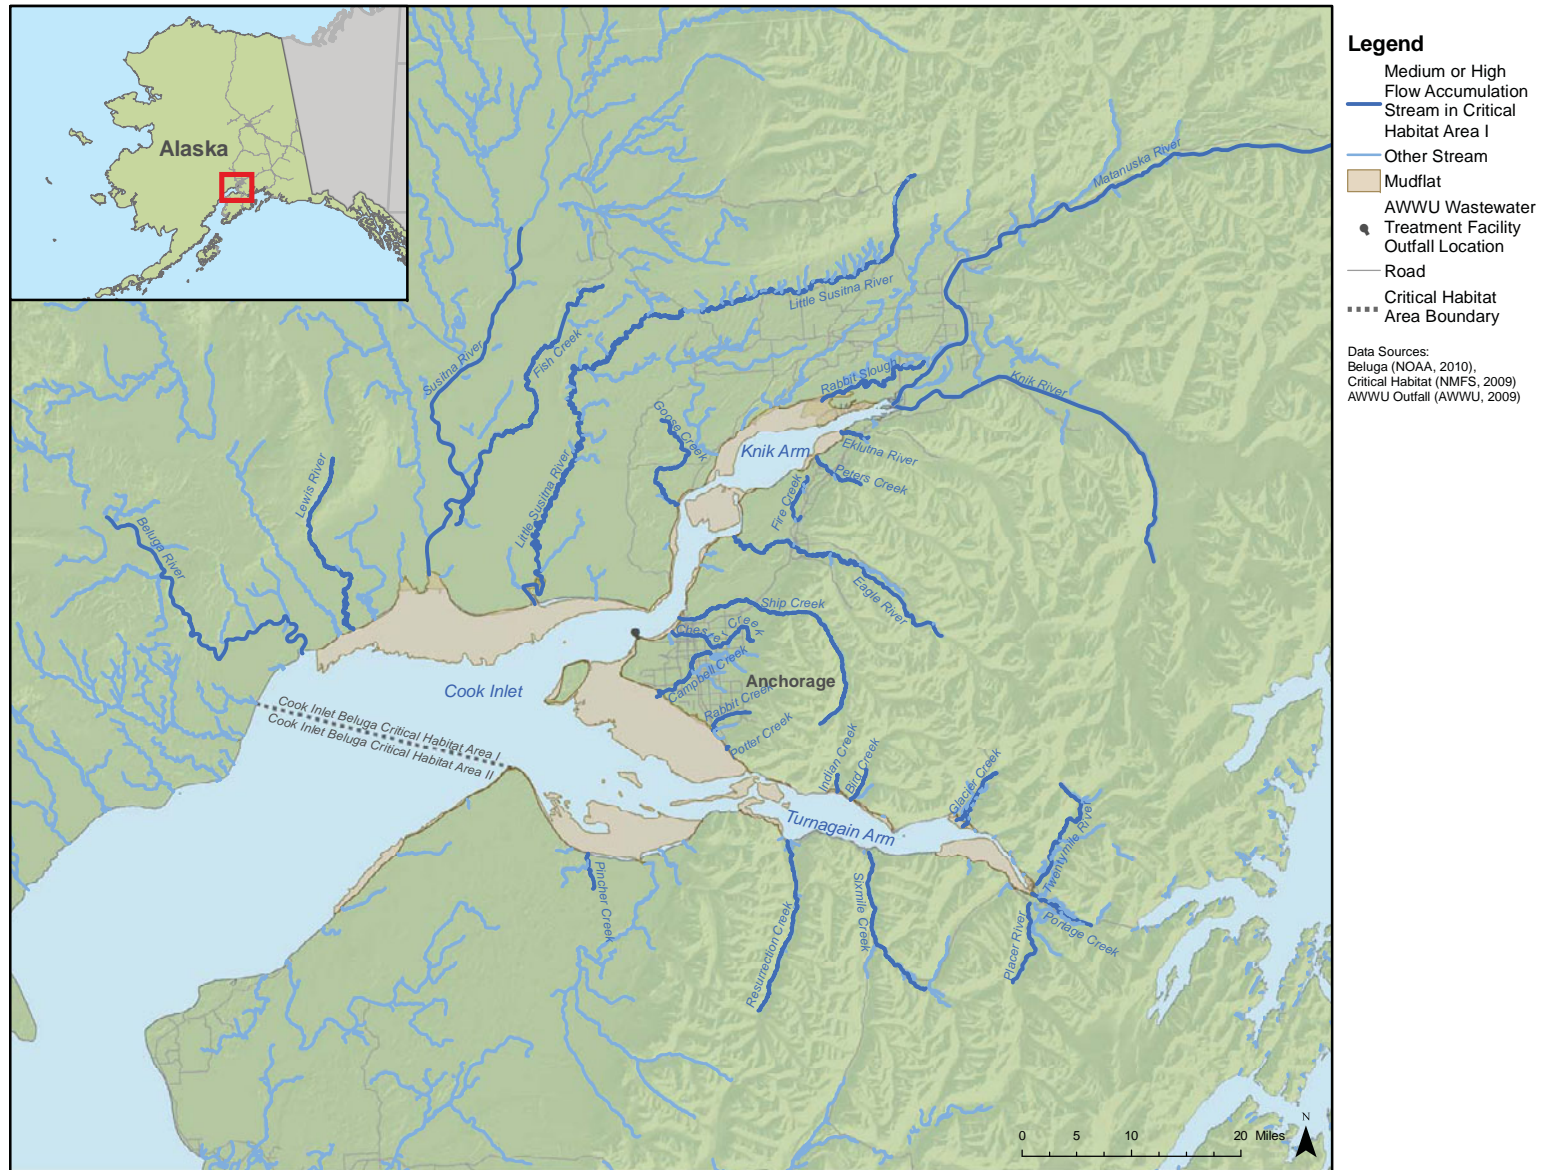 Alaska
Legend
Medium or High
Flow Accumulation
Stream in Critical
Habitat Area I
Other Stream
Mudflat
AWWU Wastewater
Treatment Facility
Outfall Location
Road
Critical Habitat
Area Boundary
Data Sources:
Beluga (NOAA, 2010),
Critical Habitat (NMFS, 2009)
AWWU Outfall (AWWU, 2009)
Matanuska River
Little Susitna River
Susitna River
Fish Creek
Rabbit Slough
Knik River
Goose Creek
Knik Arm
Eklutna River
Peters Creek
Fire Creek
Lewis River
Little Susitna River
Beluga River
Eagle River
Ship Creek
Chester Creek
Campbell Creek
Anchorage
Cook Inlet
Rabbit Creek
Potter Creek
Cook Inlet Beluga Critical Habitat Area I
Cook Inlet Beluga Critical Habitat Area II
Indian Creek
Bird Creek
Glacier Creek
Turnagain Arm
Twentymile River
Pincher Creek
Sixmile Creek
Resurrection Creek
Placer River
Portage Creek
N
0 5 10 20 Miles